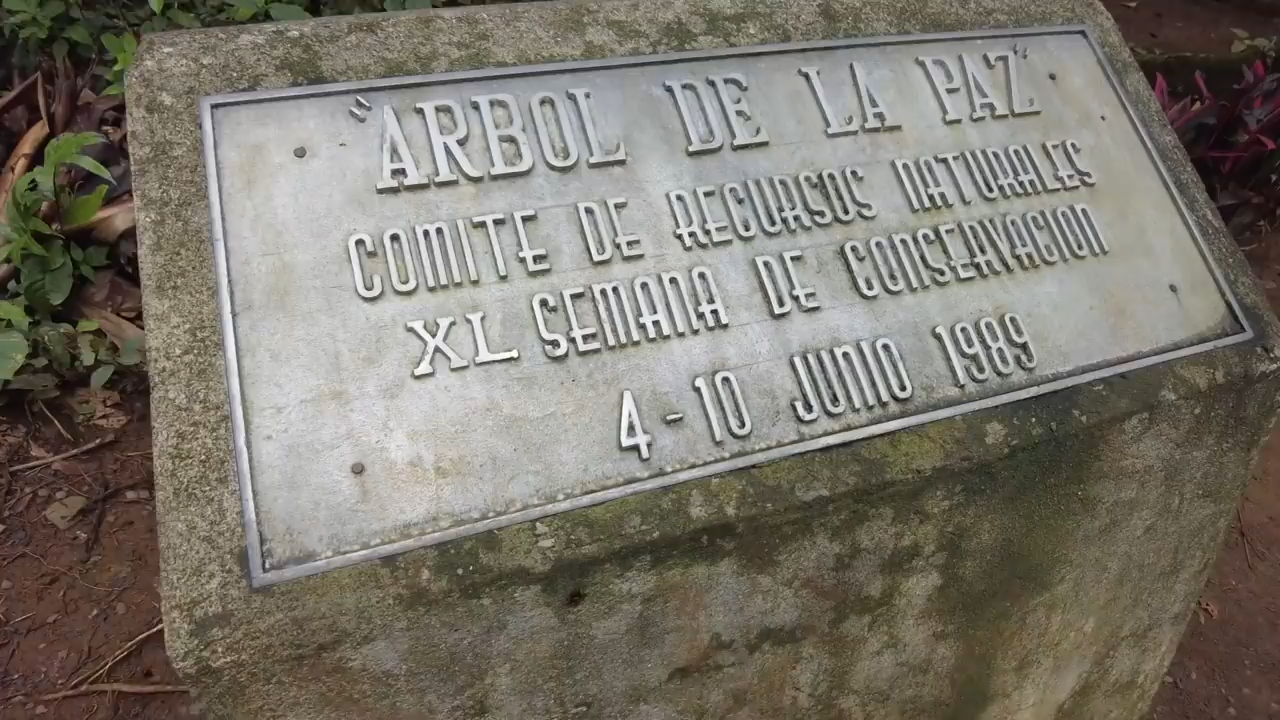 "ARBOL DE LA PAZ"
COMITE DE RECURSOS NATURALES
XL SEMANA DE CONSERVACION
4-10 JUNIO 1989